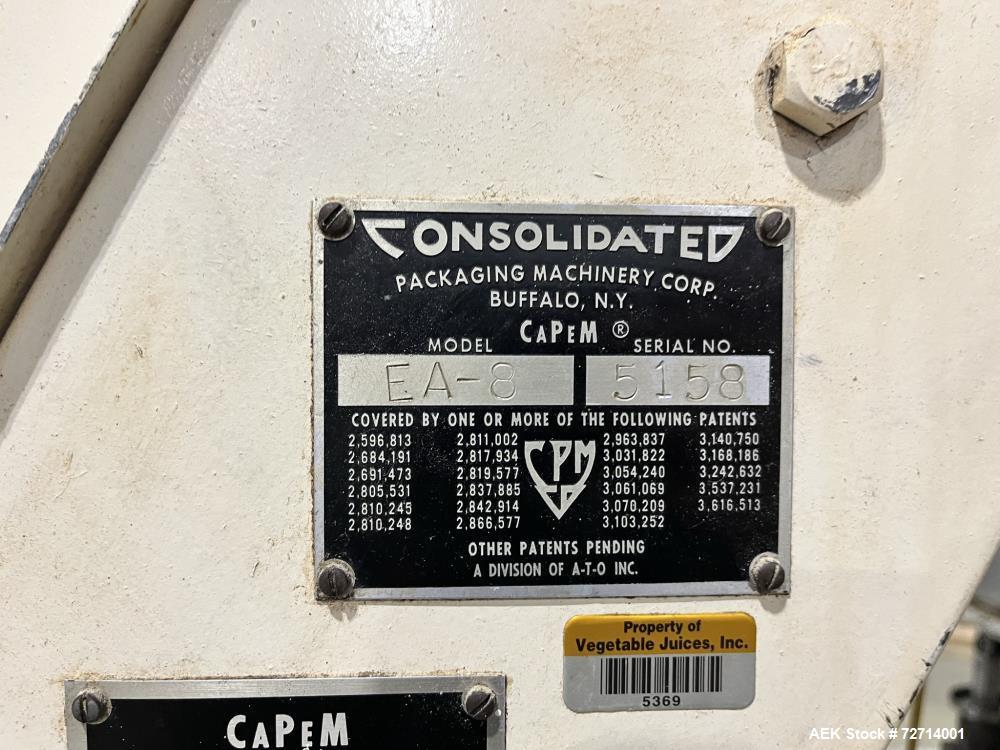 CONSOLIDATED
PACKAGING MACHINERY CORP.
BUFFALO, N.Y.
CAPEM ®
MODEL SERIAL NO.
EA-8 5158
COVERED BY ONE OR MORE OF THE FOLLOWING PATENTS
2,596,813 2,811,002 2,963,837 3,140,750
2,684,191 2,817,934 3,031,822 3,168,186
2,691,473 2,819,577 3,054,240 3,242,632
2,805,531 2,837,885 3,061,069 3,537,231
2,810,245 2,842,914 3,070,209 3,616,513
2,810,248 2,866,577 3,103,252
CPM
CO
OTHER PATENTS PENDING
A DIVISION OF A-T-O INC.
Property of
Vegetable Juices, Inc.
5369
CAPEM
AEK Stock # 72714001